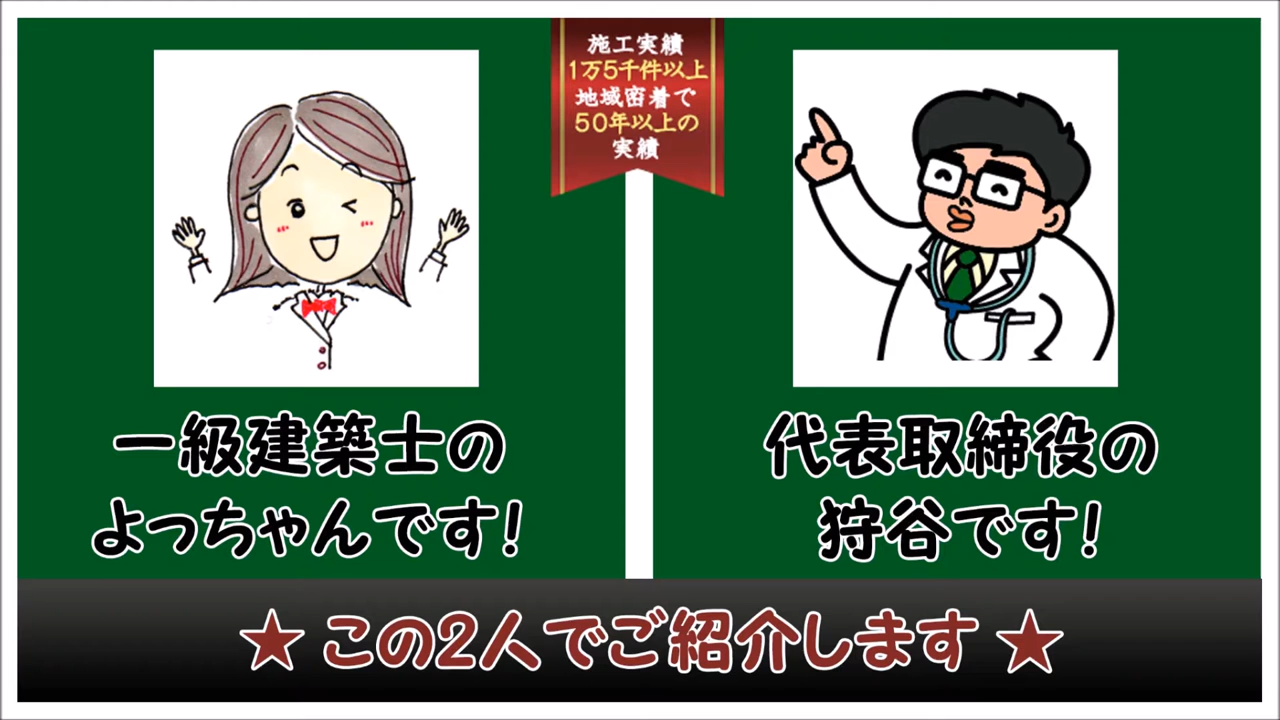 施工実績
1万5千件以上
地域密着で
50年以上の
実績
一級建築士の
よっちゃんです!
代表取締役の
狩谷です!
★ この2人でご紹介します ★